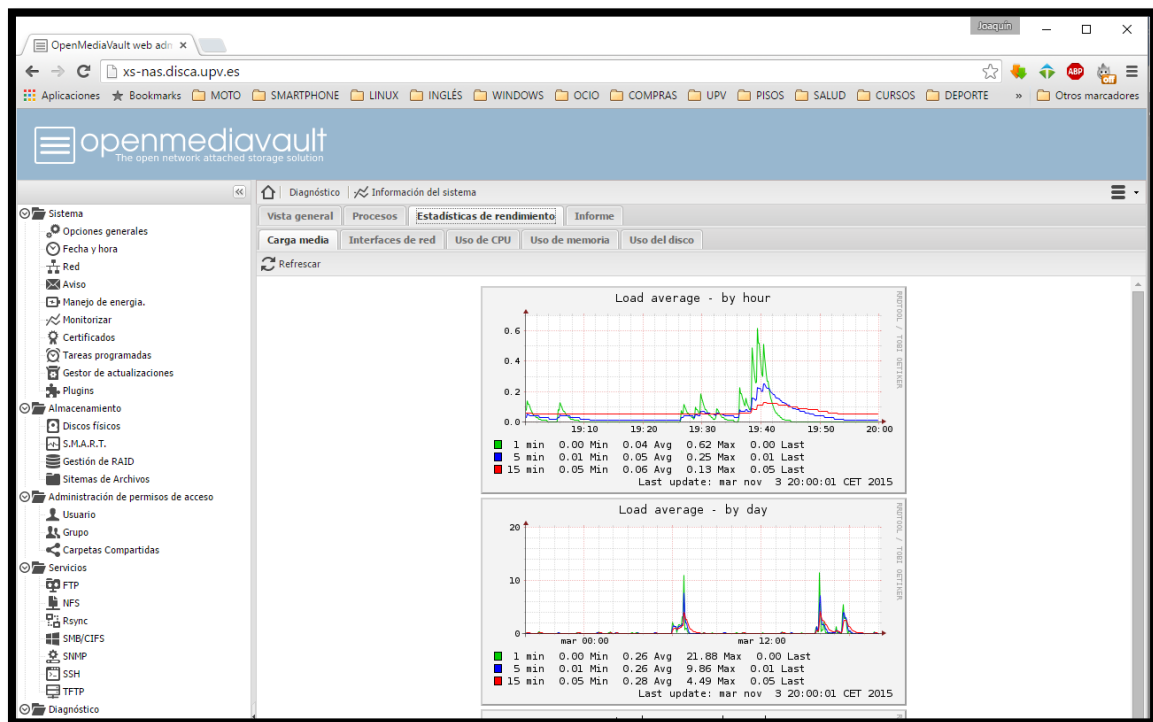 Joaquín
OpenMediaVault web adn
xs-nas.disca.upv.es
ABP
Off
Aplicaciones Bookmarks MOTO SMARTPHONE LINUX INGLÉS WINDOWS OCIO COMPRAS UPV PISOS SALUD CURSOS DEPORTE » Otros marcadores
openmediavault
The open network attached storage solution
Diagnóstico | Información del sistema
Sistema
Opciones generales
Fecha y hora
Red
Aviso
Manejo de energia.
Monitorizar
Certificados
Tareas programadas
Gestor de actualizaciones
Plugins
Almacenamiento
Discos físicos
S.M.A.R.T.
Gestión de RAID
Sitemas de Archivos
Administración de permisos de acceso
Usuario
Grupo
Carpetas Compartidas
Servicios
FTP
NFS
Rsync
SMB/CIFS
SNMP
SSH
TFTP
Diagnóstico
Vista general Procesos Estadísticas de rendimiento Informe
Carga media Interfaces de red Uso de CPU Uso de memoria Uso del disco
Refrescar
Load average - by hour
RRDTOOL / TOBI OETIKER
0.6
0.4
0.2
0.0
19:10 19:20 19:30 19:40 19:50 20:00
1 min 0.00 Min 0.04 Avg 0.62 Max 0.00 Last
5 min 0.01 Min 0.05 Avg 0.25 Max 0.01 Last
15 min 0.05 Min 0.06 Avg 0.13 Max 0.05 Last
Last update: mar nov 3 20:00:01 CET 2015
Load average - by day
RRDTOOL / TOBI OETIKER
20
10
0
mar 00:00 mar 12:00
1 min 0.00 Min 0.26 Avg 21.88 Max 0.00 Last
5 min 0.01 Min 0.26 Avg 9.86 Max 0.01 Last
15 min 0.05 Min 0.28 Avg 4.49 Max 0.05 Last
Last update: mar nov 3 20:00:01 CET 2015